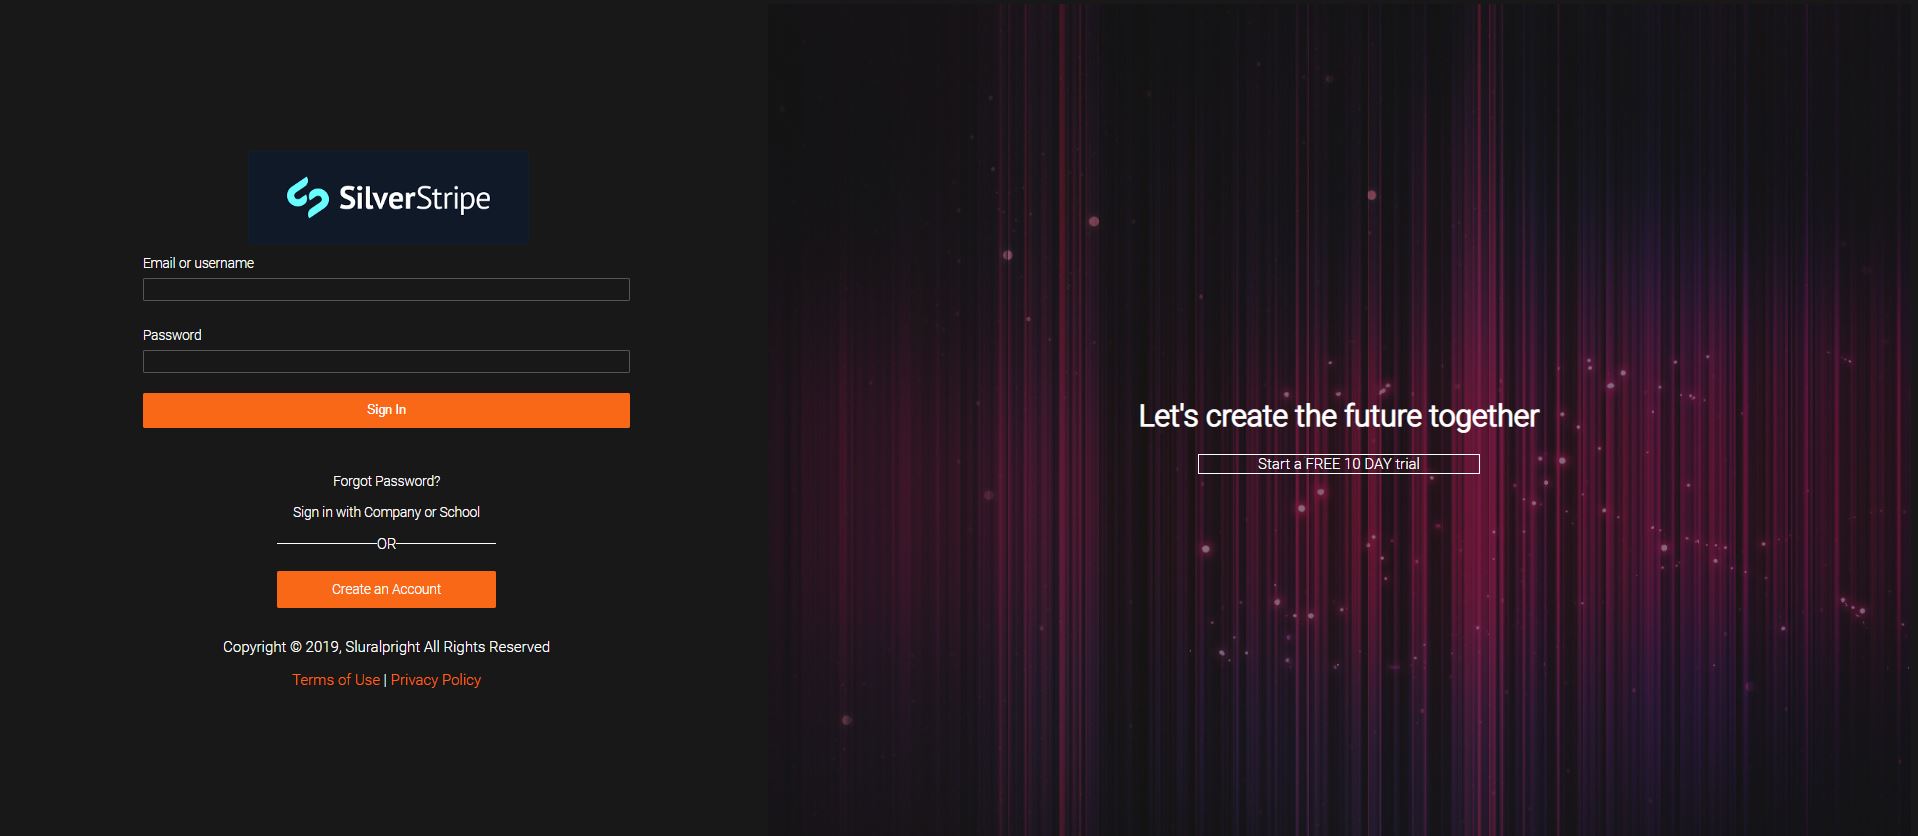 SilverStripe
Email or username
Password
Sign In
Forgot Password?
Sign in with Company or School
OR
Create an Account
Copyright © 2019, Sluralpright All Rights Reserved
Terms of Use | Privacy Policy
Let's create the future together
Start a FREE 10 DAY trial